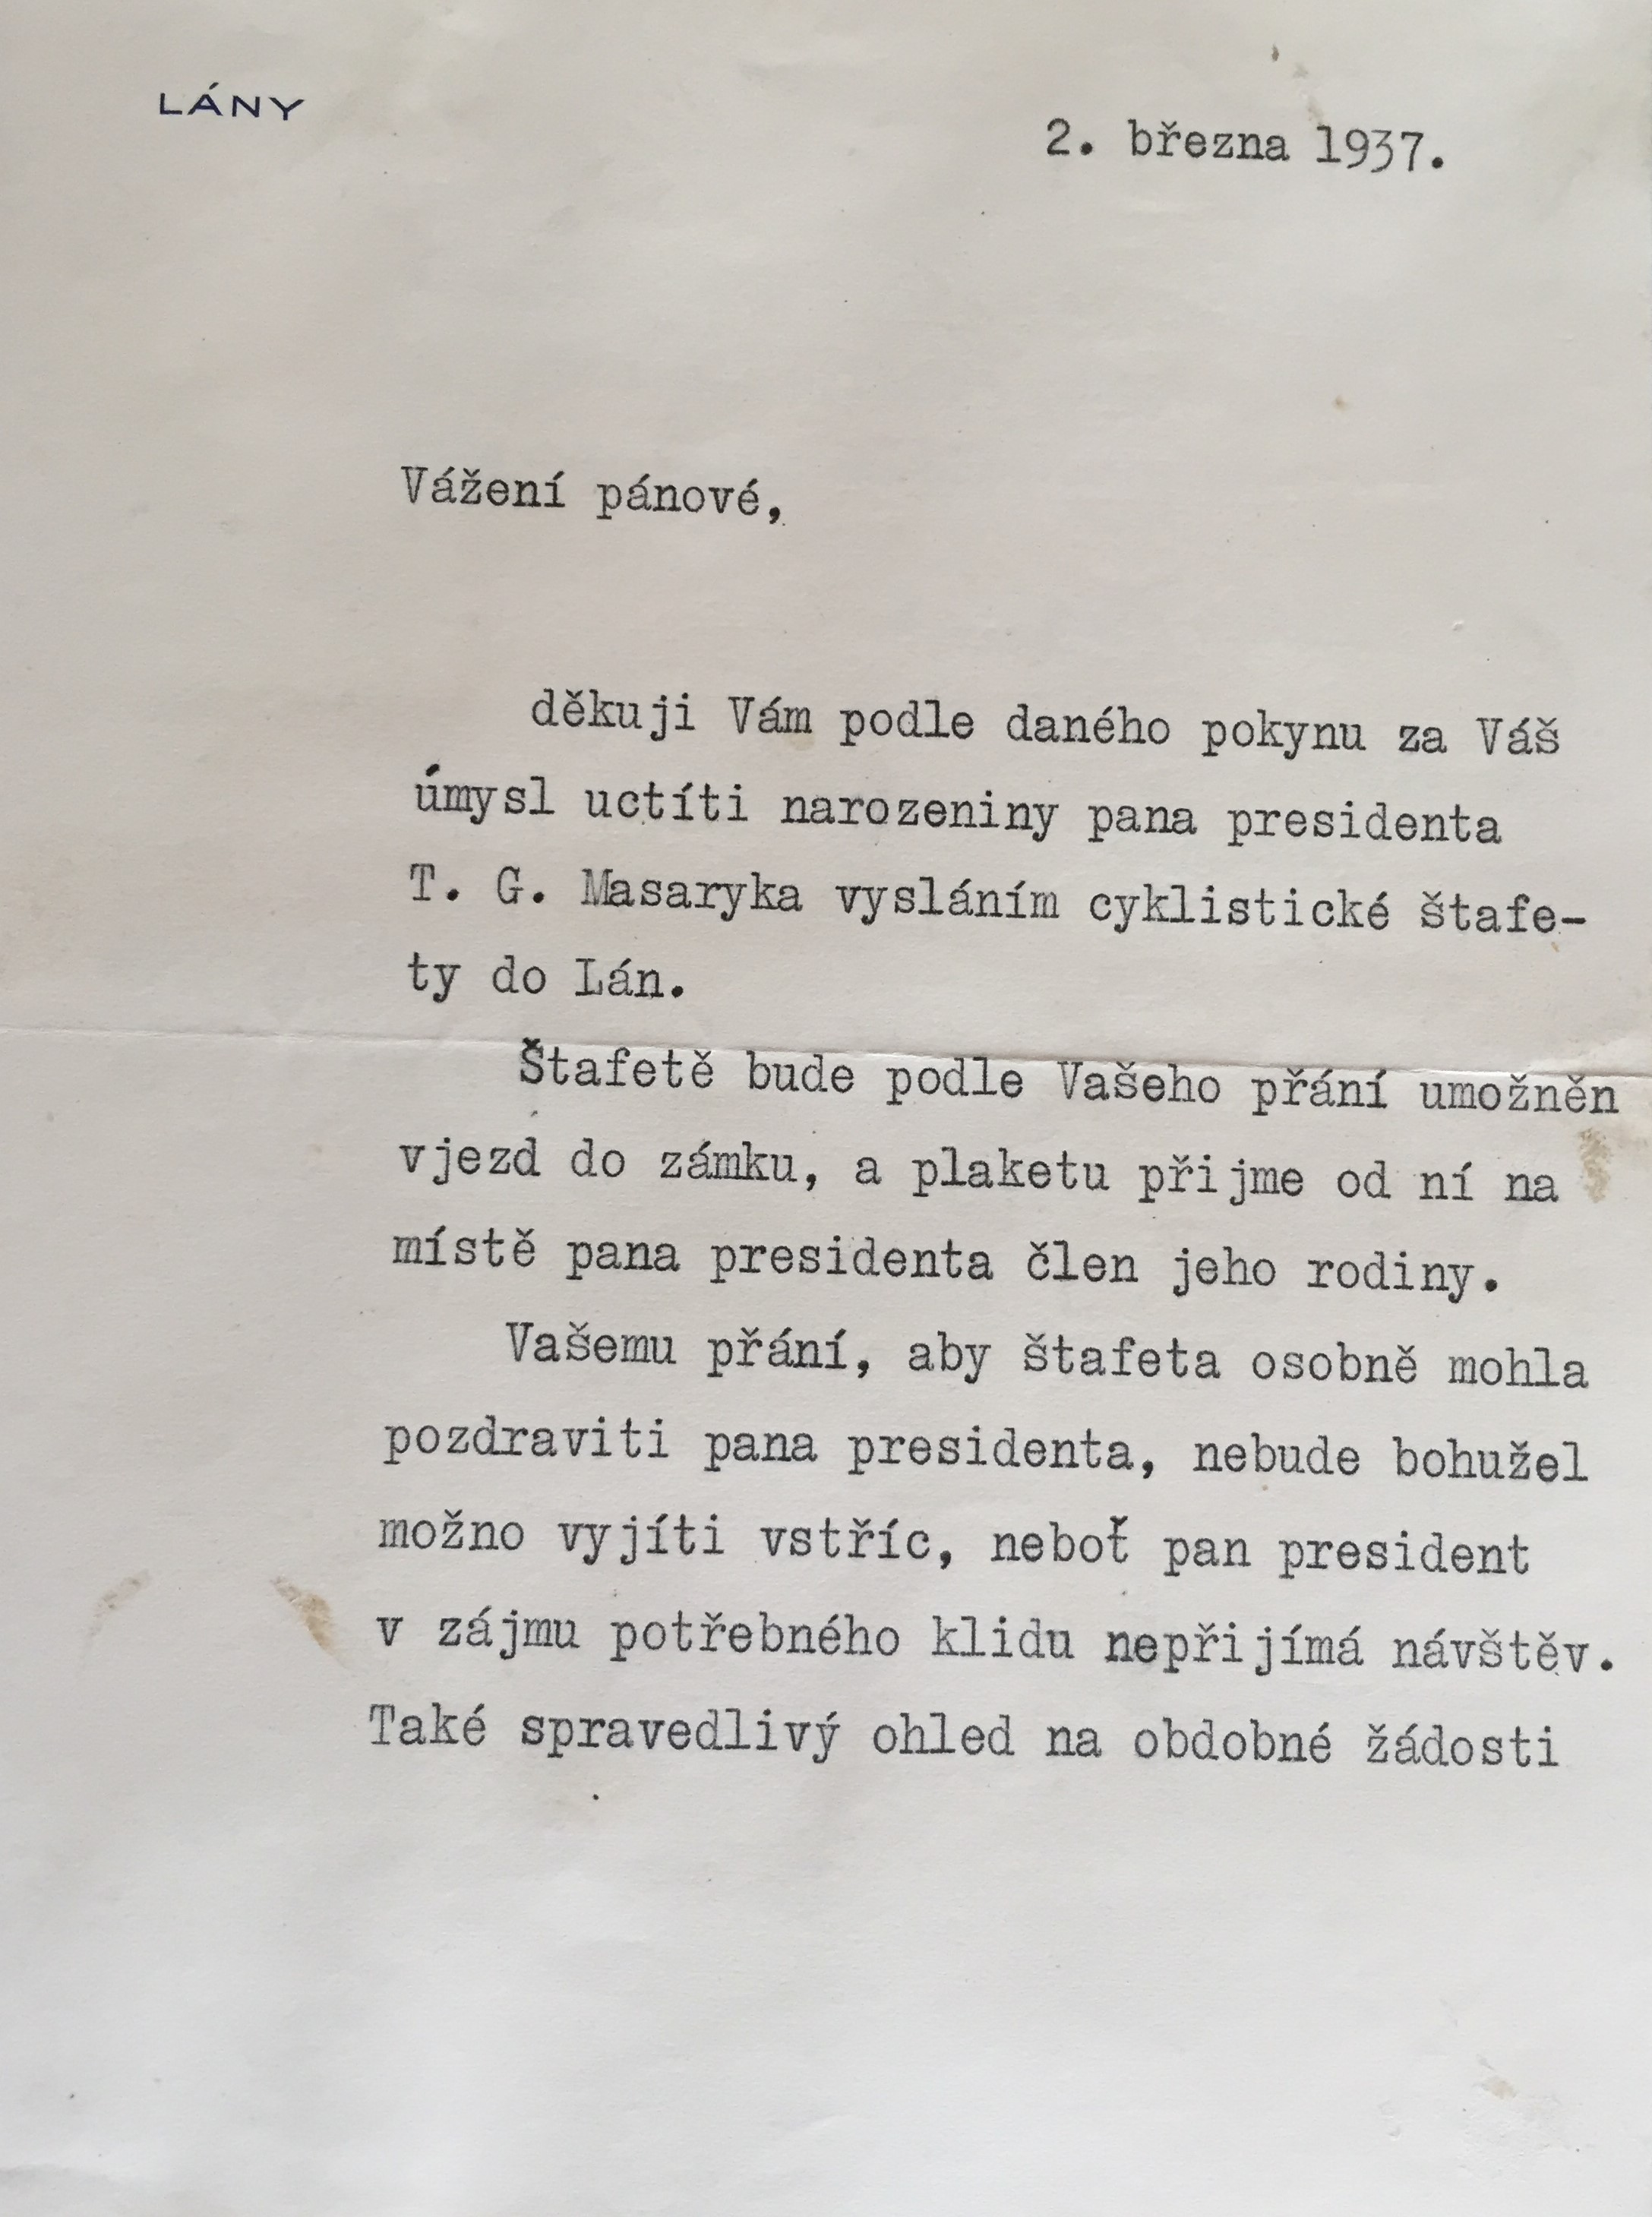 LÁNY
2. března 1937.
Vážení pánové,
děkuji Vám podle daného pokynu za Váš
úmysl uctíti narozeniny pana presidenta
T. G. Masaryka vysláním cyklistické štafe-
ty do Lán.
Štafetě bude podle Vašeho přání umožněn
vjezd do zámku, a plaketu přijme od ní na
místě pana presidenta člen jeho rodiny.
Vašemu přání, aby štafeta osobně mohla
pozdraviti pana presidenta, nebude bohužel
možno vyjíti vstříc, neboť pan president
v zájmu potřebného klidu nepřijímá návštěv.
Také spravedlivý ohled na obdobné žádosti